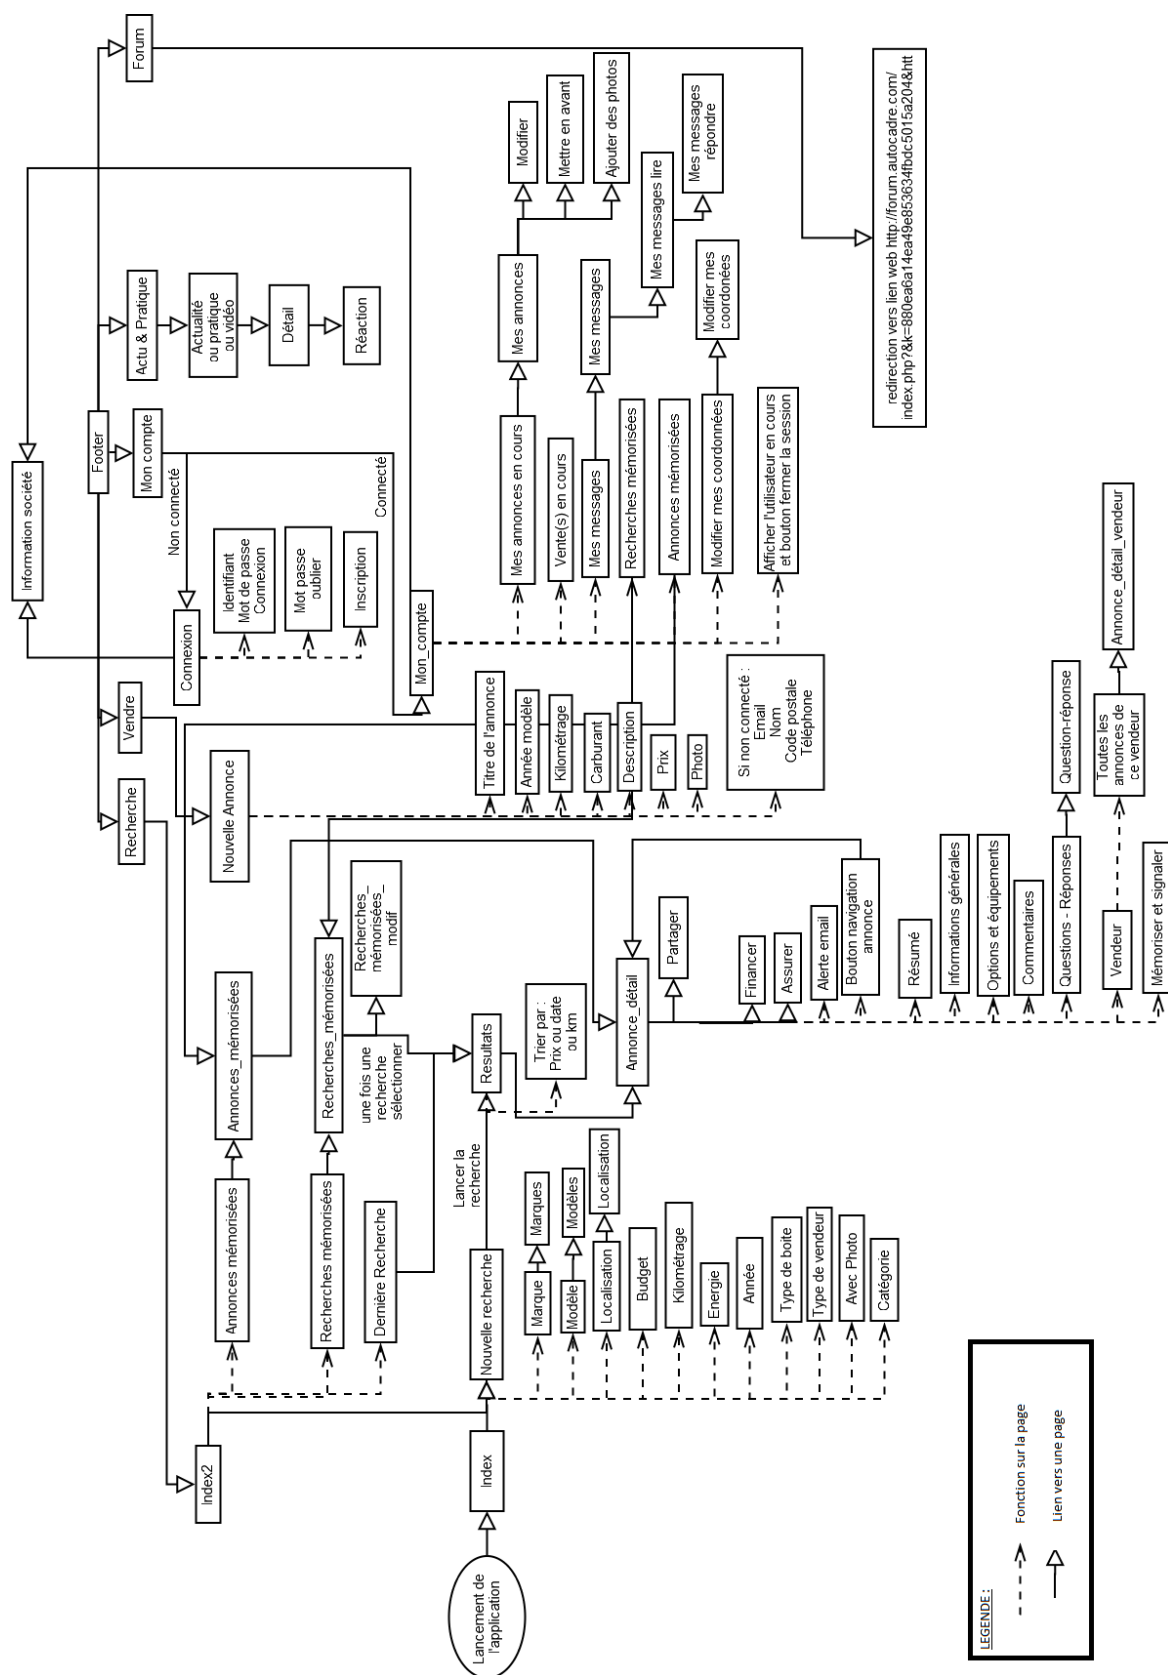 Forum
redirection vers lien web http://forum.autocadre.com/
index.php?&k=880ea6a14ea49e853634fbdc5015a204&htt
Information société
Footer
Actu & Pratique
Actualité
ou pratique
ou vidéo
Détail
Réaction
Mon compte
Non connecté
Connecté
Connexion
Identifiant
Mot de passe
Connexion
Mot passe
oublier
Inscription
Mon_compte
Mes annonces en cours
Mes annonces
Modifier
Mettre en avant
Ajouter des photos
Vente(s) en cours
Mes messages
Mes messages
Mes messages lire
Mes messages
répondre
Recherches mémorisées
Annonces mémorisées
Modifier mes coordonnées
Modifier mes
coordonées
Afficher l'utilisateur en cours
et bouton fermer la session
Vendre
Nouvelle Annonce
Titre de l'annonce
Année modèle
Kilométrage
Carburant
Description
Prix
Photo
Si non connecté :
Email
Nom
Code postale
Téléphone
Recherche
Index2
Annonces mémorisées
Annonces_mémorisées
Recherches mémorisées
Recherches_mémorisées
Recherches_
mémorisées_
modif
une fois une
recherche
sélectionner
Dernière Recherche
Lancement de
l'application
Index
Nouvelle recherche
Lancer la
recherche
Resultats
Trier par :
Prix ou date
ou km
Marque
Marques
Modèle
Modèles
Localisation
Localisation
Budget
Kilométrage
Energie
Année
Type de boite
Type de vendeur
Avec Photo
Catégorie
Annonce_détail
Partager
Financer
Assurer
Alerte email
Bouton navigation
annonce
Résumé
Informations générales
Options et équipements
Commentaires
Questions - Réponses
Question-réponse
Vendeur
Toutes les
annonces de
ce vendeur
Annonce_détail_vendeur
Mémoriser et signaler
LEGENDE :
Fonction sur la page
Lien vers une page